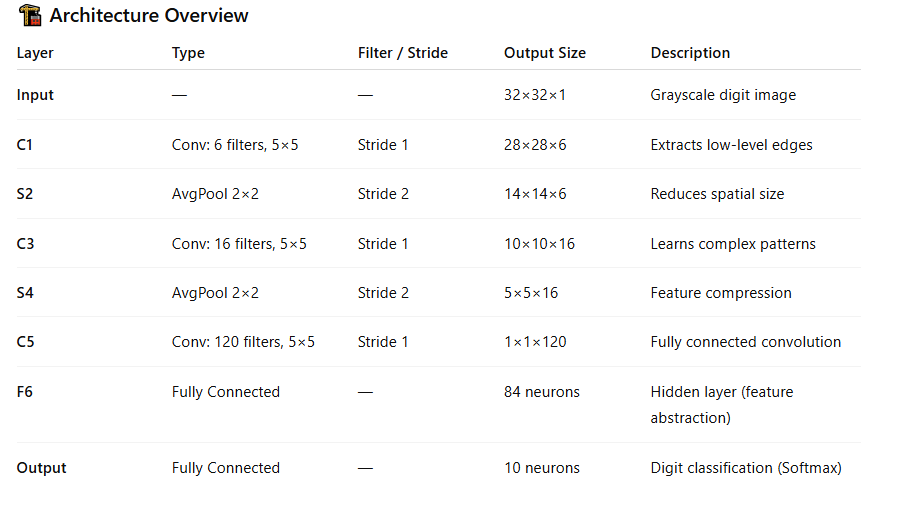 Architecture Overview
Layer Type Filter / Stride Output Size Description
Input — — 32×32×1 Grayscale digit image
C1 Conv: 6 filters, 5×5 Stride 1 28×28×6 Extracts low-level edges
S2 AvgPool 2×2 Stride 2 14×14×6 Reduces spatial size
C3 Conv: 16 filters, 5×5 Stride 1 10×10×16 Learns complex patterns
S4 AvgPool 2×2 Stride 2 5×5×16 Feature compression
C5 Conv: 120 filters, 5×5 Stride 1 1×1×120 Fully connected convolution
F6 Fully Connected — 84 neurons Hidden layer (feature
abstraction)
Output Fully Connected — 10 neurons Digit classification (Softmax)